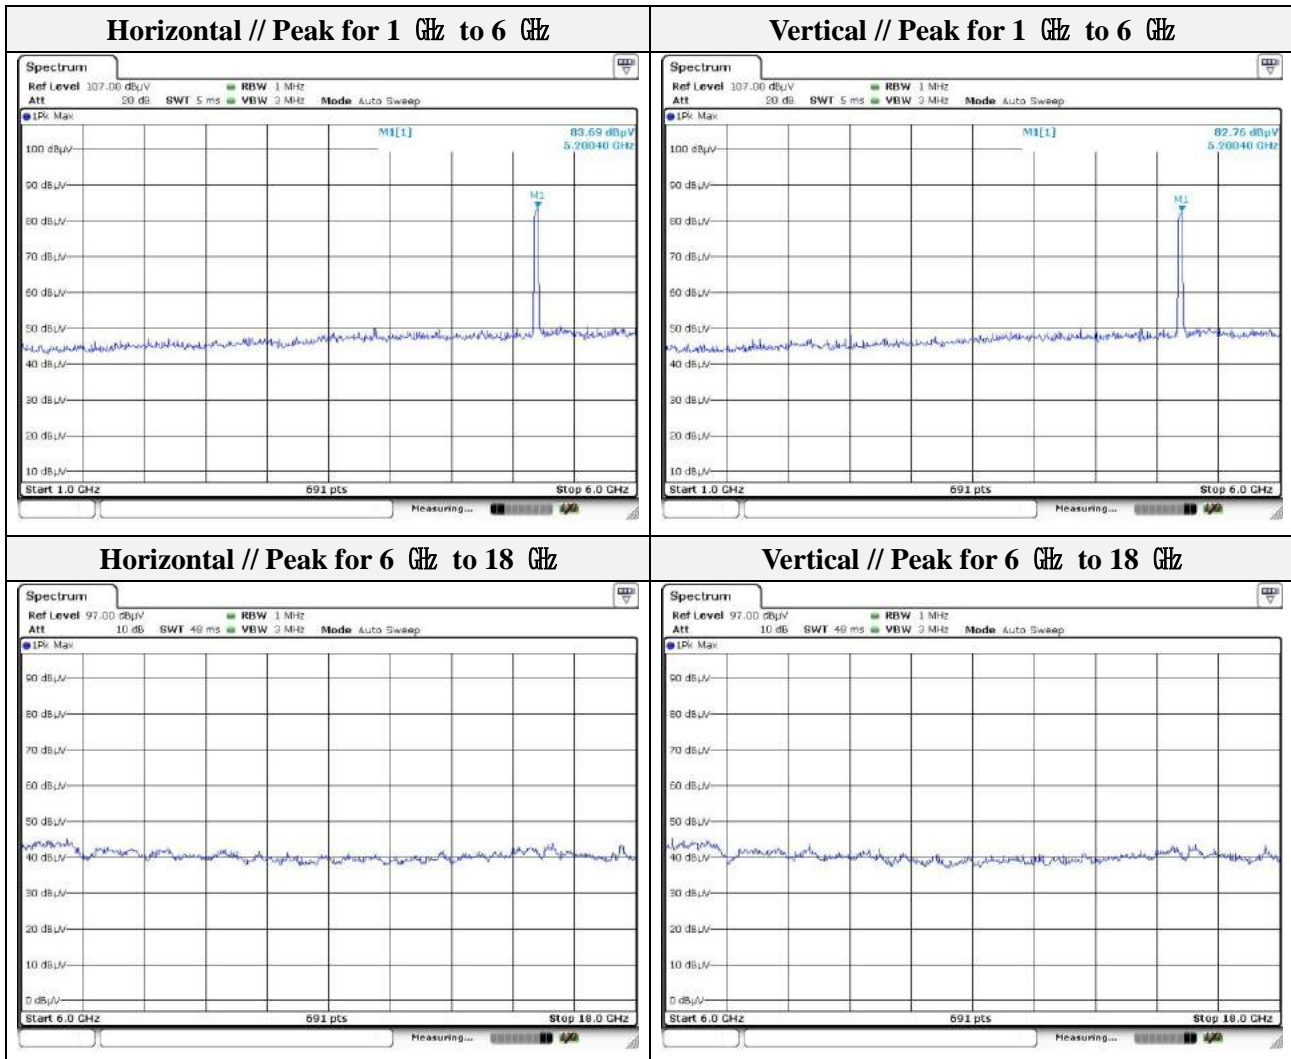 Horizontal // Peak for 1 ㎓ to 6 ㎓
Vertical // Peak for 1 ㎓ to 6 ㎓
Spectrum
Ref Level 107.00 dBµV RBW 1 MHz
Att 20 dB SWT 5 ms VBW 3 MHz Mode Auto Sweep
1Pk Max
M1[1] 83.69 dBµV
5.20040 GHz
100 dBµV
90 dBµV
M1
80 dBµV
70 dBµV
60 dBµV
50 dBµV
40 dBµV
30 dBµV
20 dBµV
10 dBµV
Start 1.0 GHz 691 pts Stop 6.0 GHz
Measuring...
Spectrum
Ref Level 107.00 dBµV RBW 1 MHz
Att 20 dB SWT 5 ms VBW 3 MHz Mode Auto Sweep
1Pk Max
M1[1] 82.76 dBµV
5.20040 GHz
100 dBµV
90 dBµV
M1
80 dBµV
70 dBµV
60 dBµV
50 dBµV
40 dBµV
30 dBµV
20 dBµV
10 dBµV
Start 1.0 GHz 691 pts Stop 6.0 GHz
Measuring...
Horizontal // Peak for 6 ㎓ to 18 ㎓
Vertical // Peak for 6 ㎓ to 18 ㎓
Spectrum
Ref Level 97.00 dBµV RBW 1 MHz
Att 10 dB SWT 48 ms VBW 3 MHz Mode Auto Sweep
1Pk Max
90 dBµV
80 dBµV
70 dBµV
60 dBµV
50 dBµV
40 dBµV
30 dBµV
20 dBµV
10 dBµV
0 dBµV
Start 6.0 GHz 691 pts Stop 18.0 GHz
Measuring...
Spectrum
Ref Level 97.00 dBµV RBW 1 MHz
Att 10 dB SWT 48 ms VBW 3 MHz Mode Auto Sweep
1Pk Max
90 dBµV
80 dBµV
70 dBµV
60 dBµV
50 dBµV
40 dBµV
30 dBµV
20 dBµV
10 dBµV
0 dBµV
Start 6.0 GHz 691 pts Stop 18.0 GHz
Measuring...